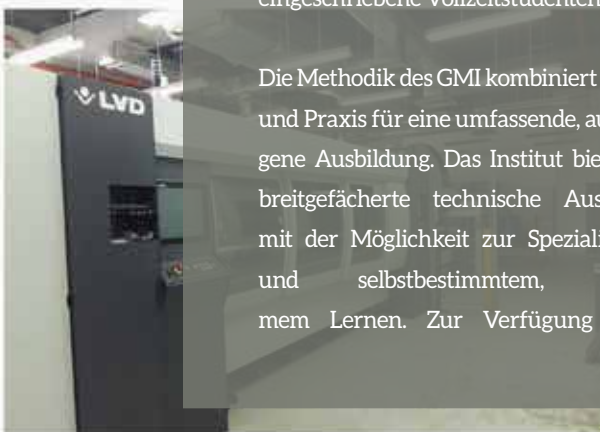 eingeschriebene Vollzeitstudenten
LVD
Die Methodik des GMI kombiniert
und Praxis für eine umfassende, au
gene Ausbildung. Das Institut bie
breitgefächerte technische Aus
mit der Möglichkeit zur Speziali
und selbstbestimmtem,
mem Lernen. Zur Verfügung